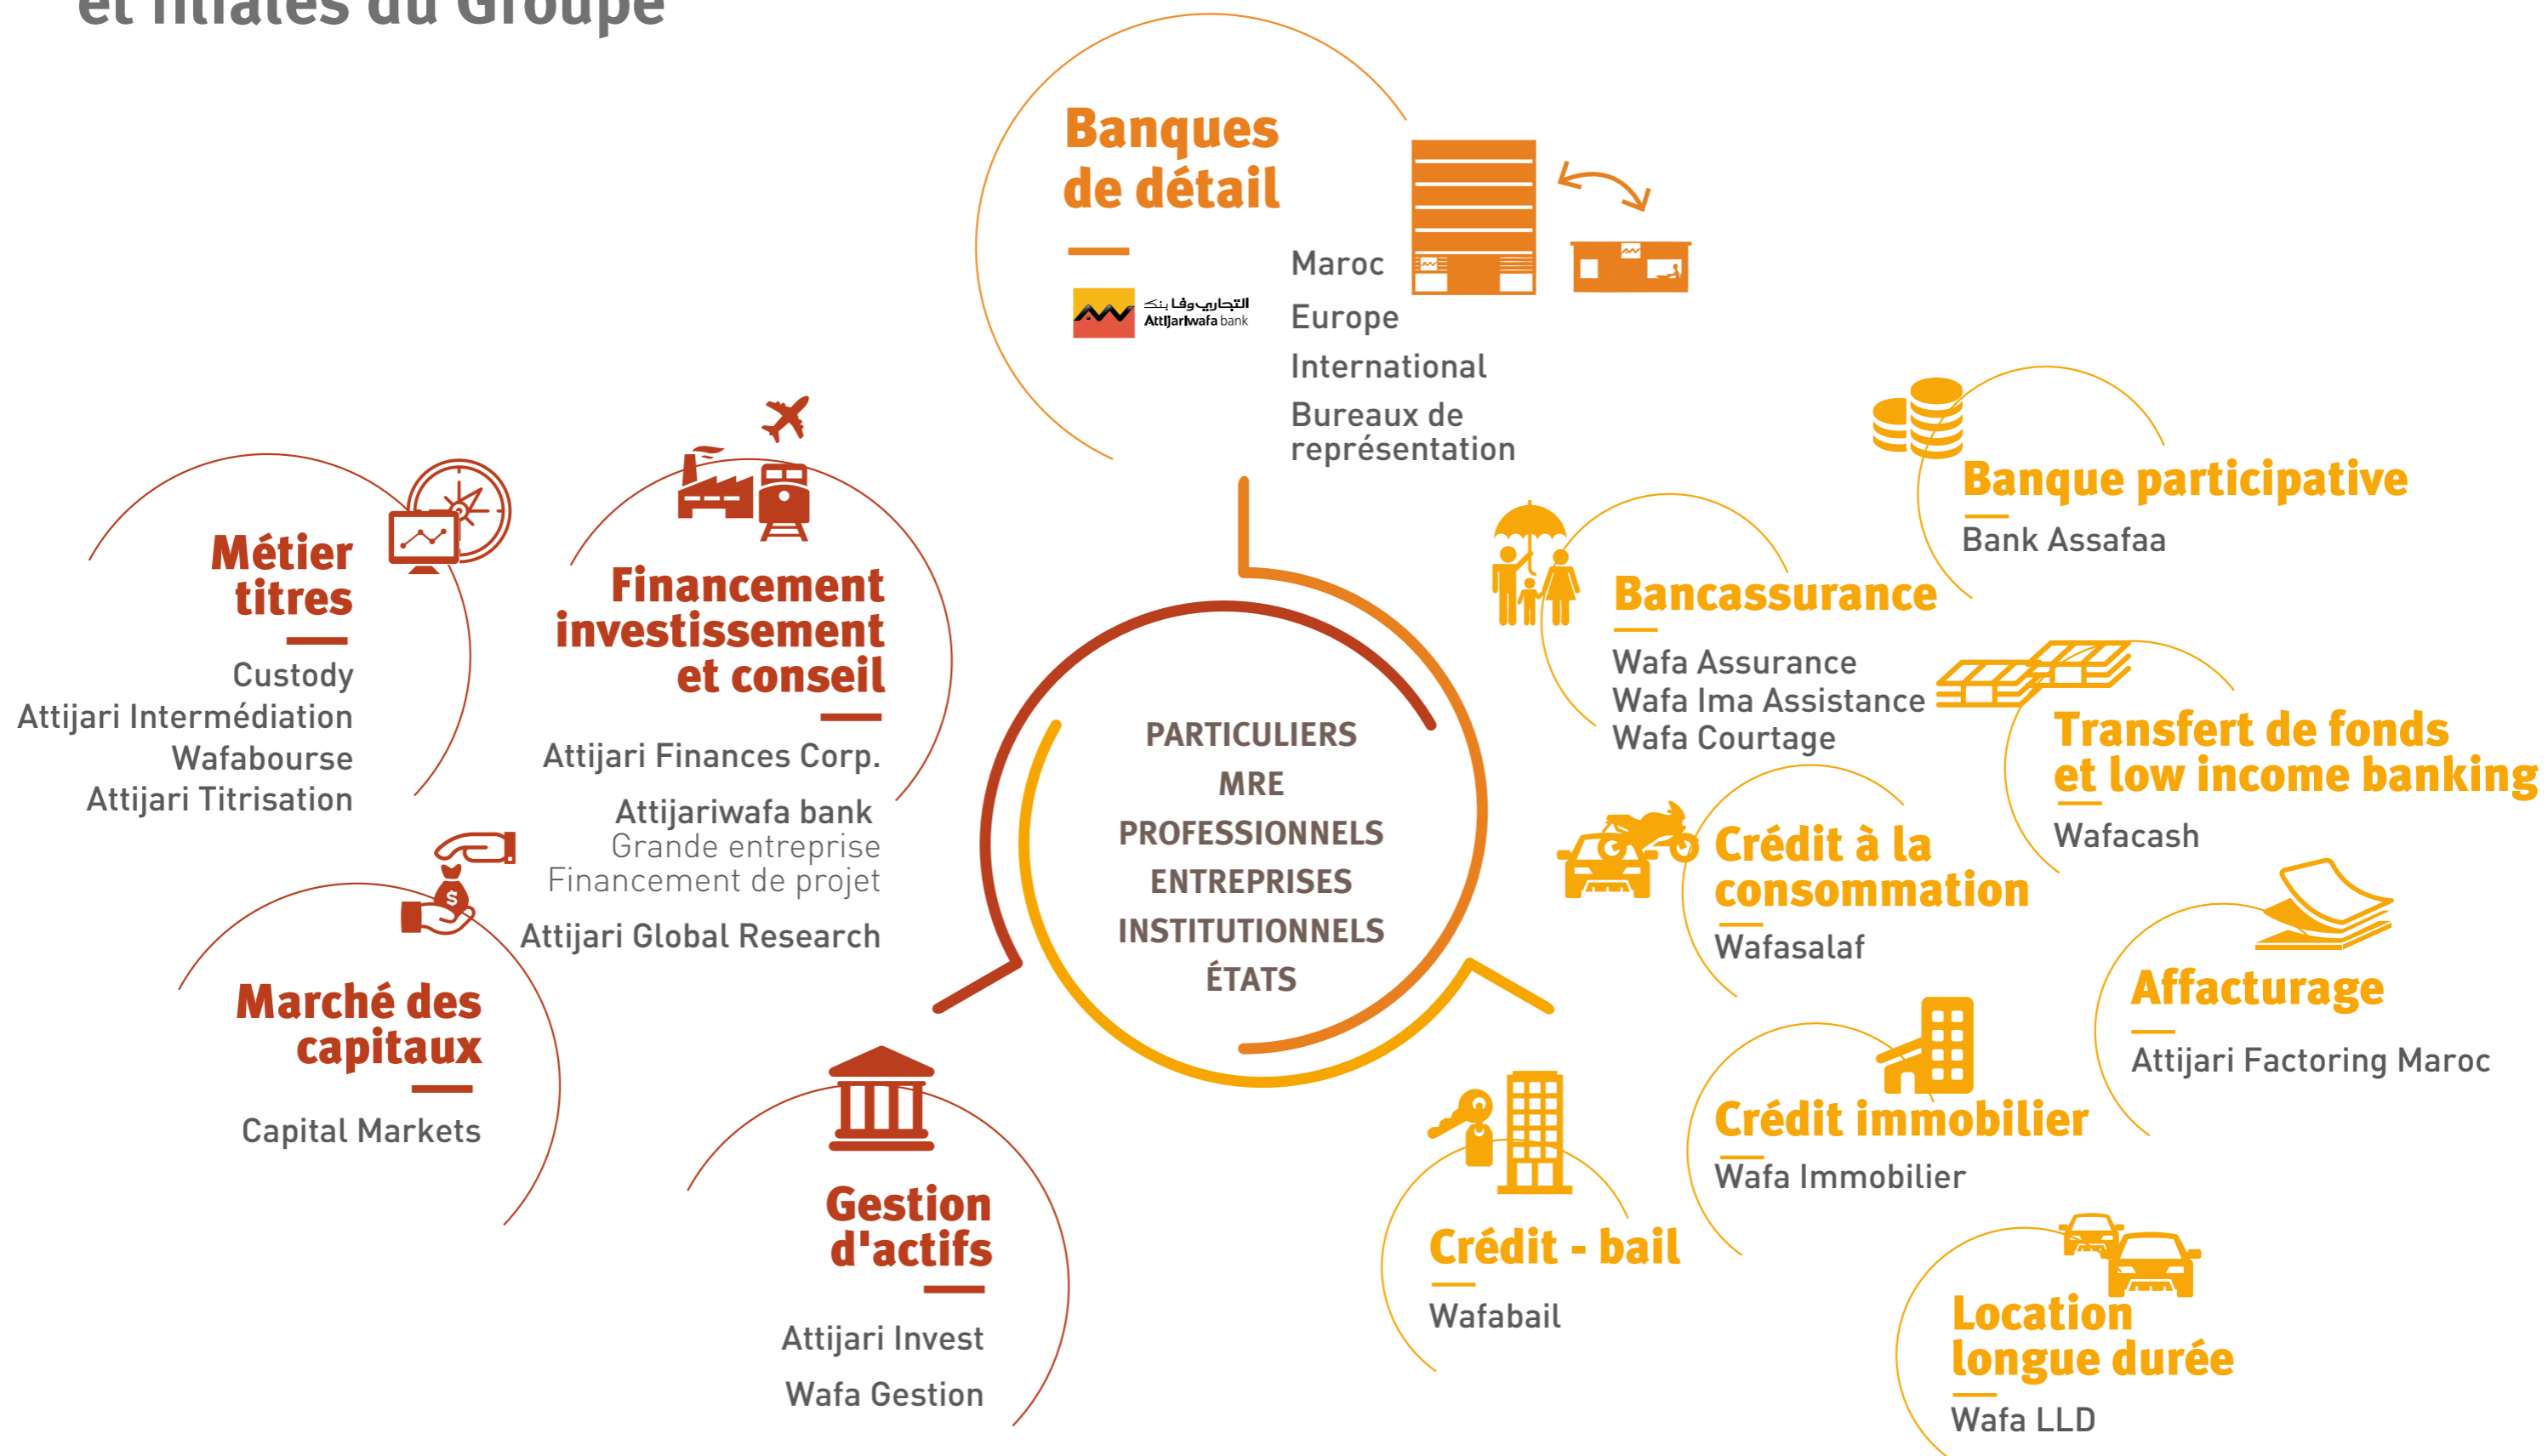 et filiales du Groupe
Banques
de détail
التجاري وفا بنك
Attijariwafa bank
Maroc
Europe
International
Bureaux de
représentation
Métier
titres
Custody
Attijari Intermédiation
Wafabourse
Attijari Titrisation
Financement
investissement
et conseil
Attijari Finances Corp.
Attijariwafa bank
Grande entreprise
Financement de projet
Attijari Global Research
Marché des
capitaux
Capital Markets
Gestion
d'actifs
Attijari Invest
Wafa Gestion
PARTICULIERS
MRE
PROFESSIONNELS
ENTREPRISES
INSTITUTIONNELS
ÉTATS
Banque participative
Bank Assafaa
Bancassurance
Wafa Assurance
Wafa Ima Assistance
Wafa Courtage
Transfert de fonds
et low income banking
Wafacash
Crédit à la
consommation
Wafasalaf
Affacturage
Attijari Factoring Maroc
Crédit immobilier
Wafa Immobilier
Crédit - bail
Wafabail
Location
longue durée
Wafa LLD